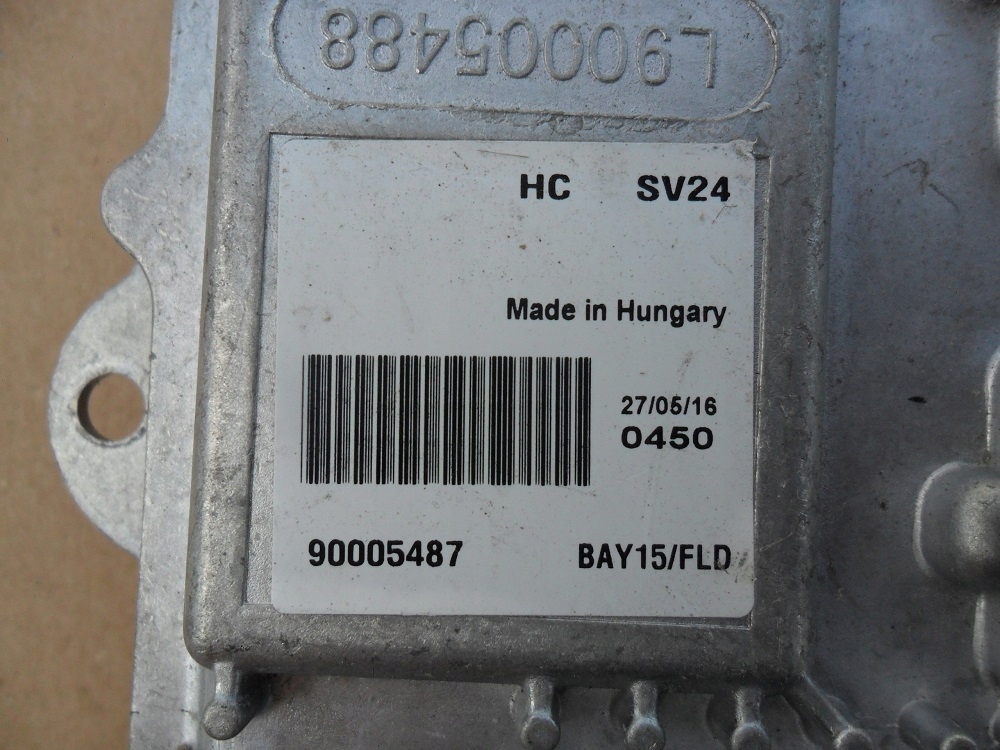 L90005488
HC SV24
Made in Hungary
27/05/16
0450
90005487 BAY15/FLD